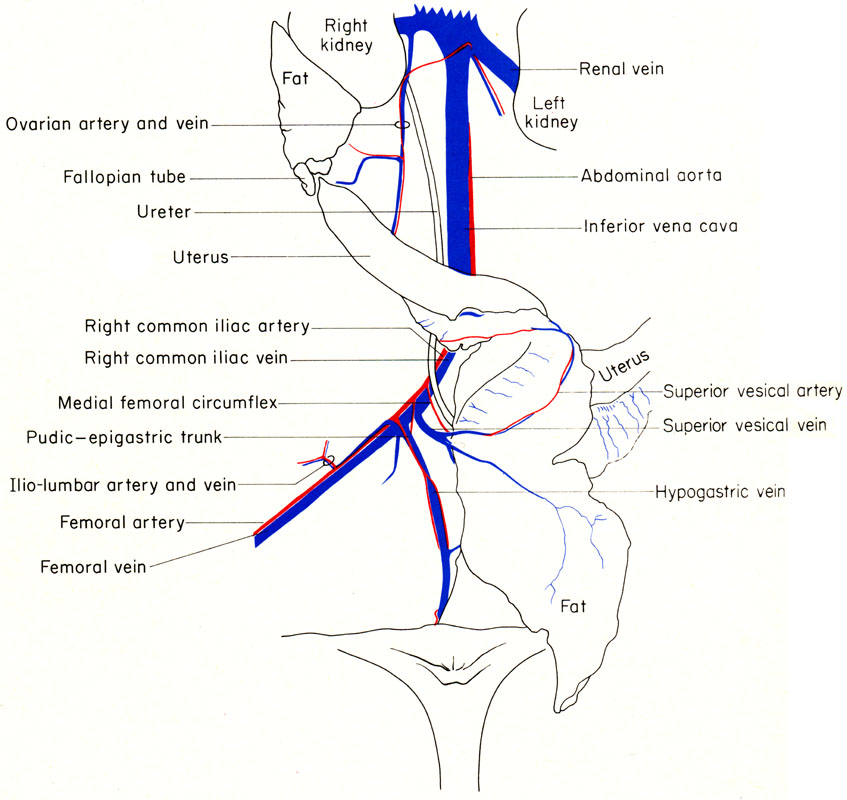 Right
kidney
Fat
Renal vein
Left
kidney
Ovarian artery and vein
Fallopian tube
Abdominal aorta
Ureter
Inferior vena cava
Uterus
Right common iliac artery
Right common iliac vein
Uterus
Medial femoral circumflex
Superior vesical artery
Superior vesical vein
Pudic-epigastric trunk
Ilio-lumbar artery and vein
Hypogastric vein
Femoral artery
Femoral vein
Fat